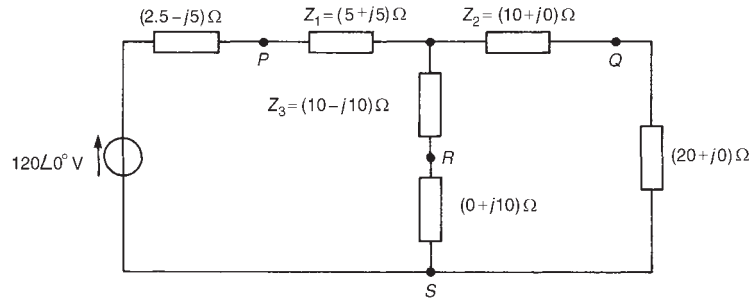 (2.5−j5) Ω
Z₁=(5+j5) Ω
Z₂=(10+j0) Ω
P
Q
Z₃=(10−j10) Ω
120∠0° V
R
(20+j0) Ω
(0+j10) Ω
S